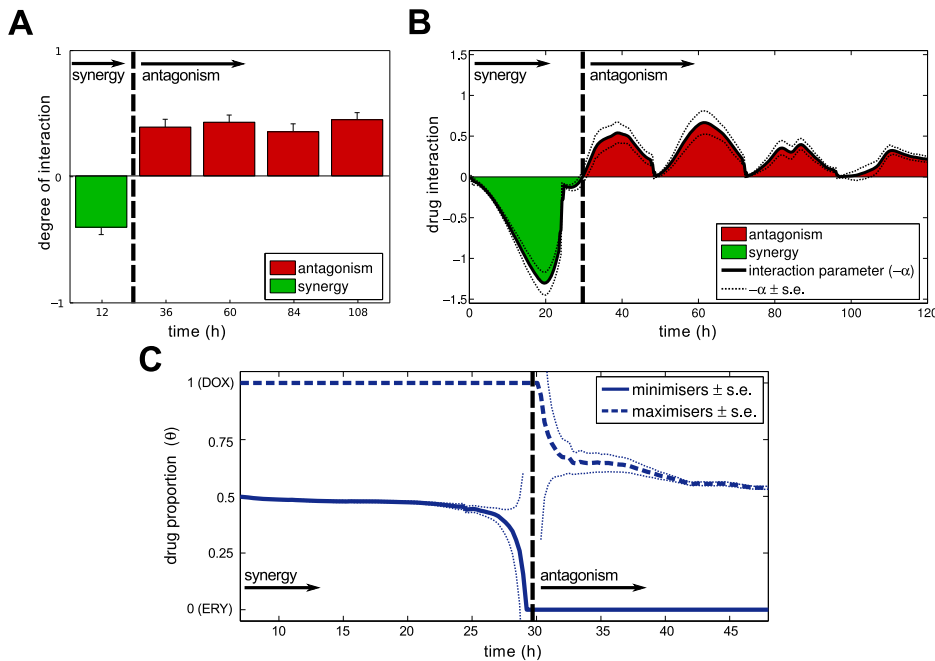 A
1
0
−1
degree of interaction
synergy
antagonism
antagonism
synergy
12
36
60
84
108
time (h)
B
1.5
1
0.5
0
−0.5
−1
−1.5
drug interaction
synergy
antagonism
antagonism
synergy
interaction parameter (−α)
−α ± s.e.
0
20
40
60
80
100
120
time (h)
C
1 (DOX)
0.75
0.5
0.25
0 (ERY)
drug proportion (θ)
minimisers ± s.e.
maximisers ± s.e.
synergy
antagonism
10
15
20
25
30
35
40
45
time (h)